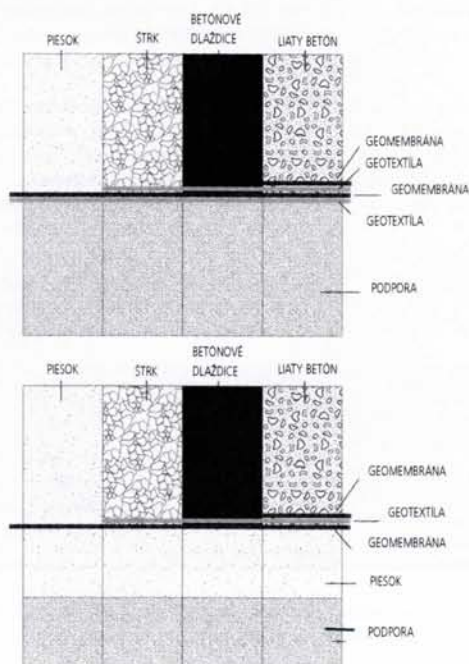 BETÓNOVÉ
PIESOK ŠTRK DLAŽDICE LIATY BETÓN
GEOMEMBRÁNA
GEOTEXTÍLA
GEOMEMBRÁNA
GEOTEXTÍLA
PODPORA
BETÓNOVÉ
PIESOK ŠTRK DLAŽDICE LIATY BETÓN
GEOMEMBRÁNA
GEOTEXTÍLA
GEOMEMBRÁNA
PIESOK
PODPORA